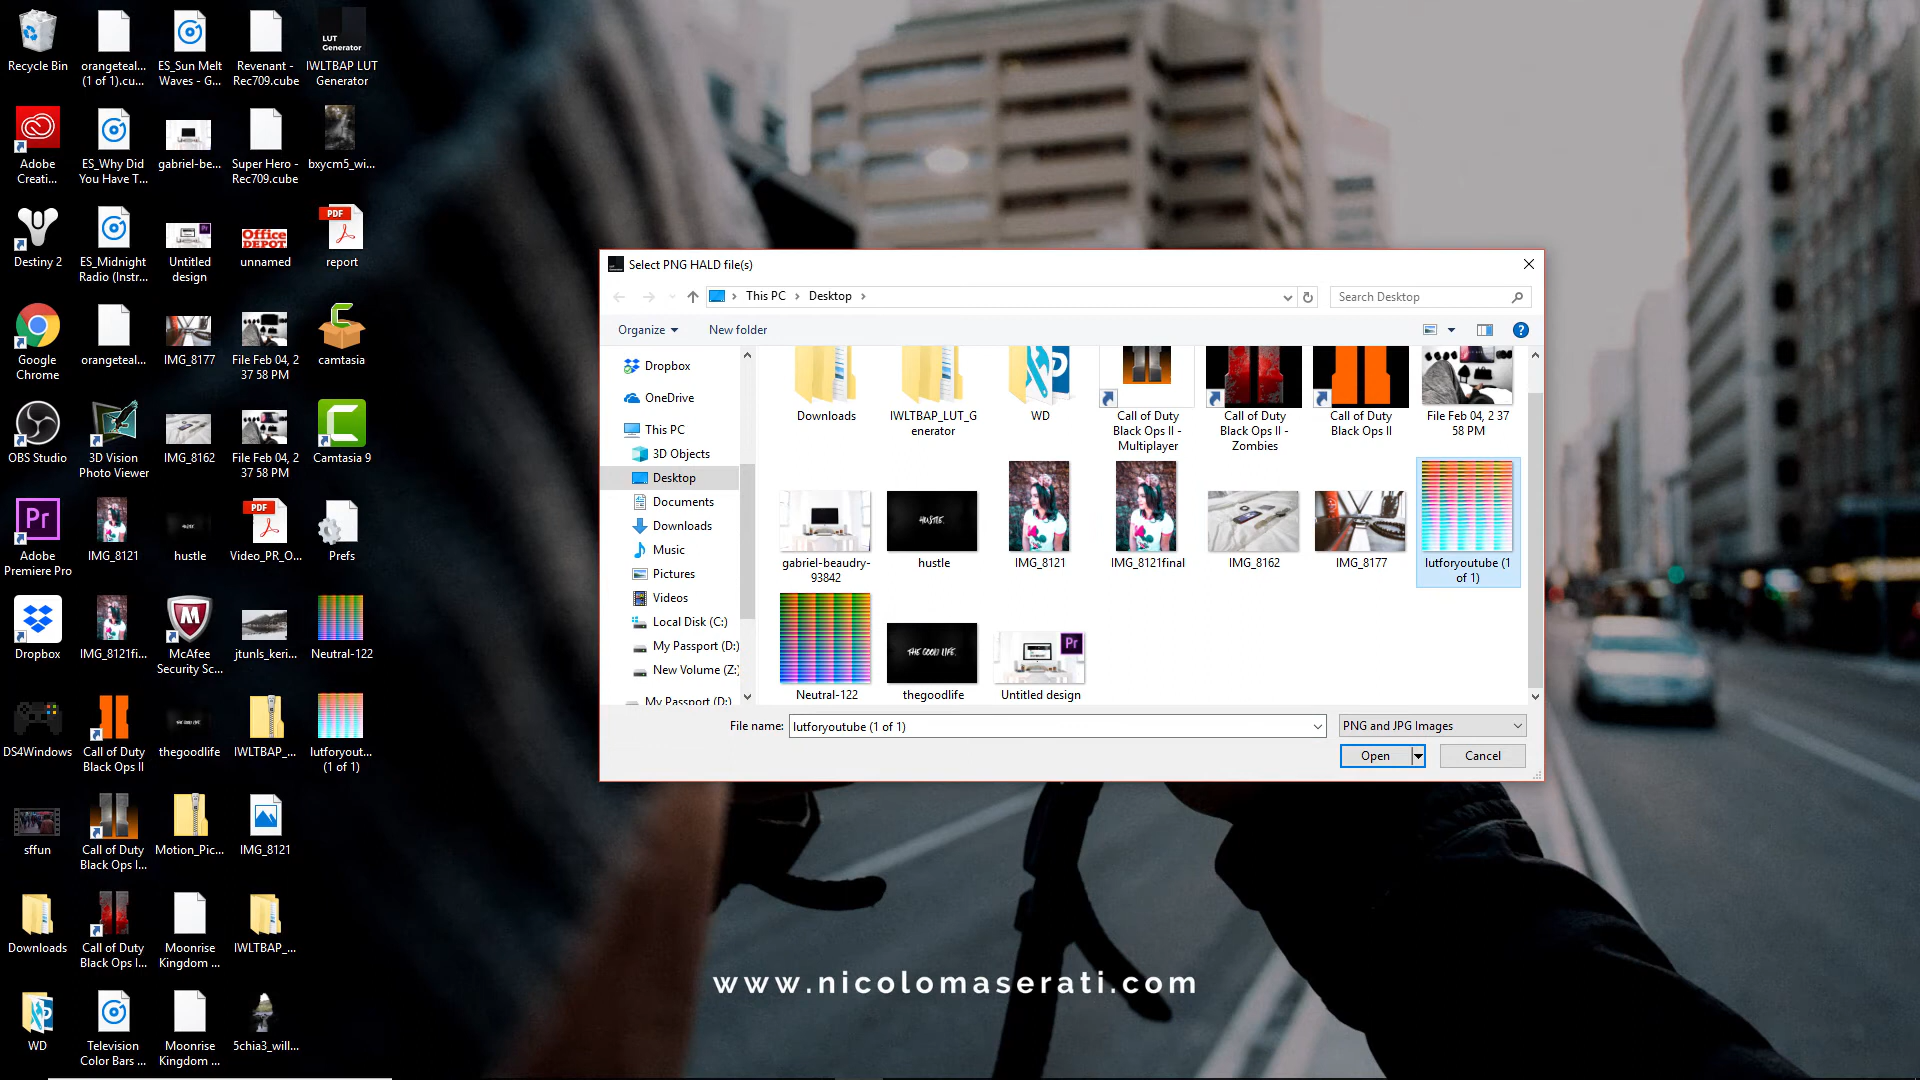 Recycle Bin
orangeteal...
(1 of 1).cu...
ES_Sun Melt
Waves - G...
Revenant -
Rec709.cube
LUT
Generator
IWLTBAP LUT
Generator
Adobe
Creati...
ES_Why Did
You Have T...
gabriel-be...
Super Hero -
Rec709.cube
bxycm5_wi...
Destiny 2
ES_Midnight
Radio (Instr...
Untitled
design
Office
DEPOT
unnamed
PDF
report
Google
Chrome
orangeteal...
IMG_8177
File Feb 04, 2
37 58 PM
camtasia
OBS Studio
3D Vision
Photo Viewer
IMG_8162
File Feb 04, 2
37 58 PM
Camtasia 9
Pr
Adobe
Premiere Pro
IMG_8121
hustle
PDF
Video_PR_O...
Prefs
Dropbox
IMG_8121fi...
McAfee
Security Sc...
jtunls_keri...
Neutral-122
DS4Windows
Call of Duty
Black Ops II
thegoodlife
IWLTBAP_...
lutforyout...
(1 of 1)
sffun
Call of Duty
Black Ops I...
Motion_Pic...
IMG_8121
Downloads
Call of Duty
Black Ops I...
Moonrise
Kingdom ...
IWLTBAP_...
WD
Television
Color Bars ...
Moonrise
Kingdom ...
5chia3_will...
Select PNG HALD file(s)
This PC
Desktop
Search Desktop
Organize
New folder
Dropbox
OneDrive
This PC
3D Objects
Desktop
Documents
Downloads
Music
Pictures
Videos
Local Disk (C:)
My Passport (D:)
New Volume (Z:)
My Passport (D:)
Downloads
IWLTBAP_LUT_G
enerator
WD
Call of Duty
Black Ops II -
Multiplayer
Call of Duty
Black Ops II -
Zombies
Call of Duty
Black Ops II
File Feb 04, 2 37
58 PM
gabriel-beaudry-
93842
HUSTLE.
hustle
IMG_8121
IMG_8121final
IMG_8162
IMG_8177
lutforyoutube (1
of 1)
Neutral-122
THE GOOD LIFE.
thegoodlife
Pr
Untitled design
File name:
lutforyoutube (1 of 1)
PNG and JPG Images
Open
Cancel
www.nicolomaserati.com